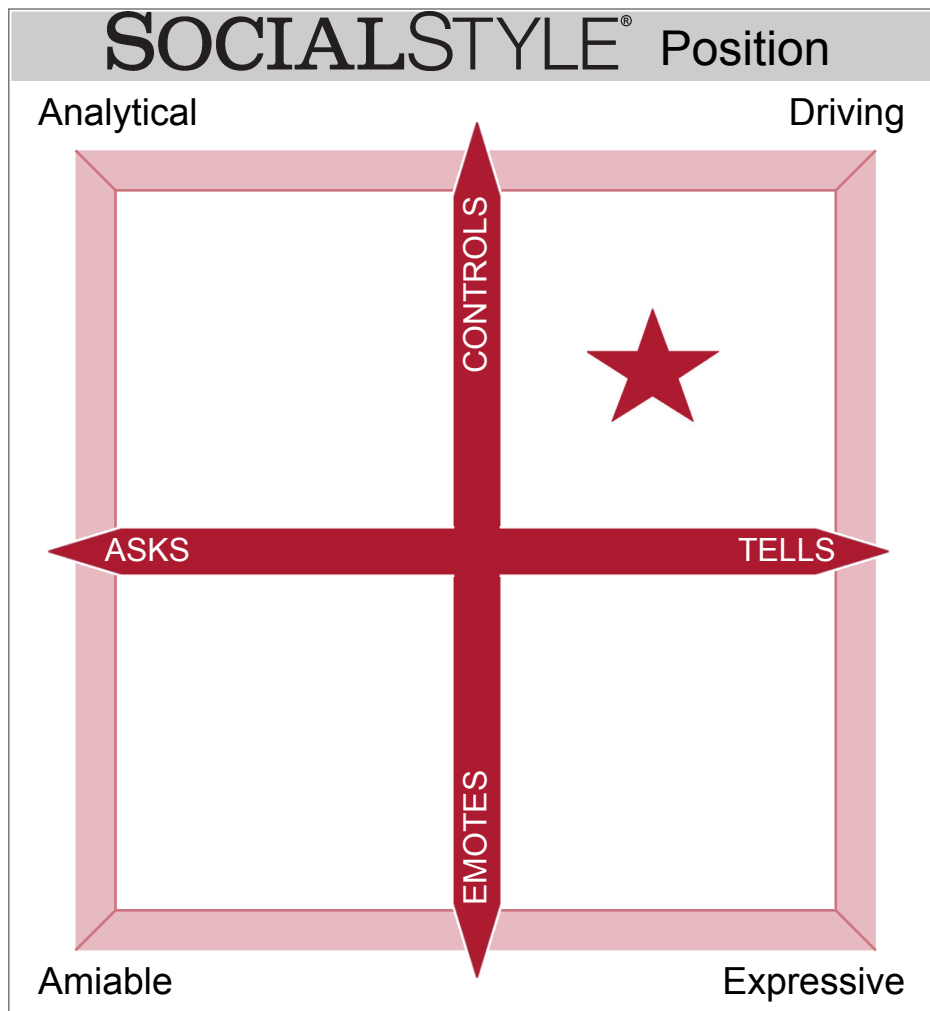 SOCIALSTYLE® Position
Analytical
Driving
CONTROLS
ASKS
TELLS
EMOTES
Amiable
Expressive